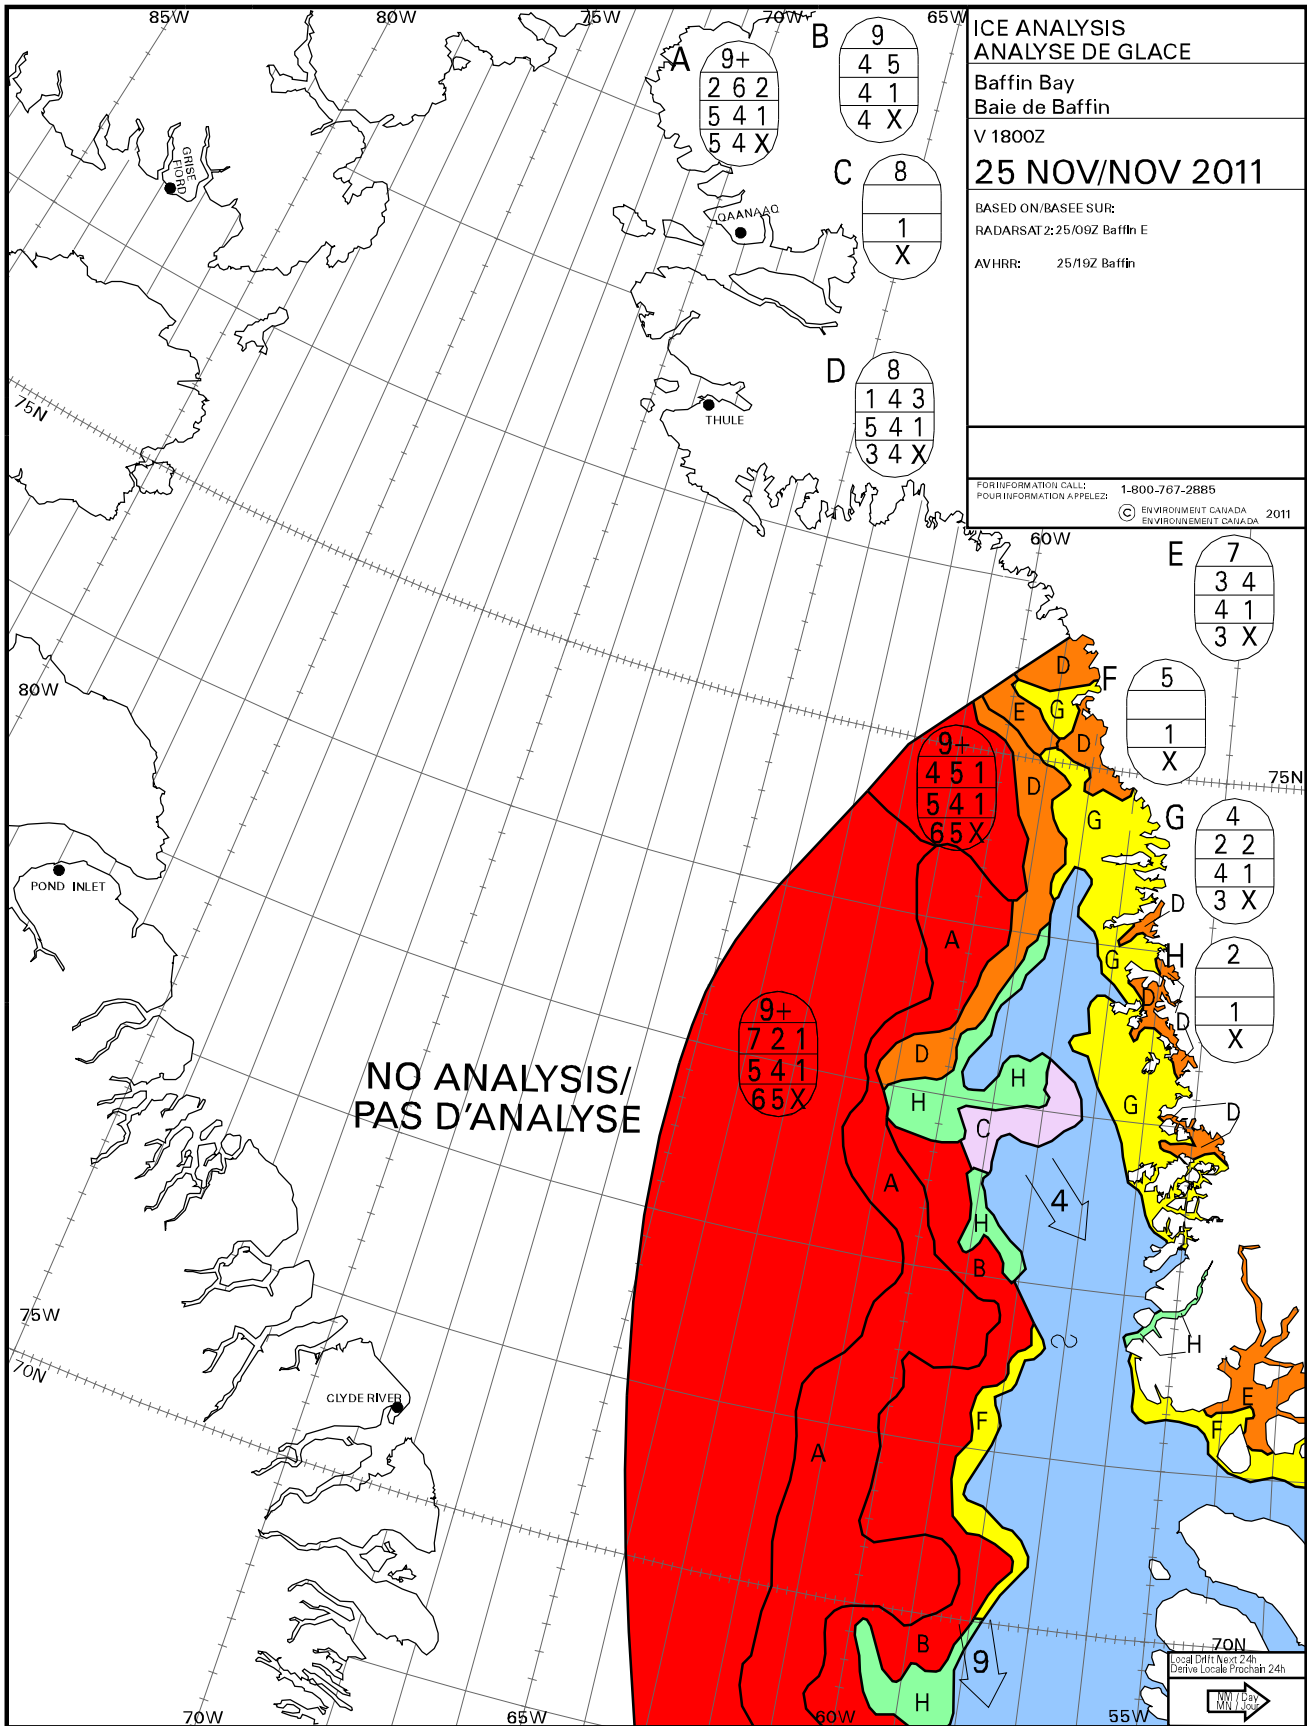 85W 80W 75W 70W 65W
ICE ANALYSIS
ANALYSE DE GLACE
Baffin Bay
Baie de Baffin
V 1800Z
25 NOV/NOV 2011
BASED ON/BASEE SUR:
RADARSAT2: 25/09Z Baffin E
AVHRR: 25/19Z Baffin
FOR INFORMATION CALL:
POUR INFORMATION APPELEZ:
1-800-767-2885
© ENVIRONMENT CANADA
ENVIRONNEMENT CANADA
2011
A
9+
2 6 2
5 4 1
5 4 X
B
9
4 5
4 1
4 X
C
8
1
X
D
8
1 4 3
5 4 1
3 4 X
GRISE
FIORD
QAANAAQ
THULE
75N
60W
E
7
3 4
4 1
3 X
F
5
1
X
75N
G
4
2 2
4 1
3 X
H
2
1
X
80W
D
E
G
D
D
G
9+
4 5 1
5 4 1
6 5 X
POND INLET
D
A
G
D
D
9+
7 2 1
5 4 1
6 5 X
D
H
H
C
G
D
NO ANALYSIS/
PAS D'ANALYSE
A
4
H
B
75W
70N
H
CLYDE RIVER
E
F
F
A
B
9
H
70N
Local Drift Next 24h
Derive Locale Prochain 24h
NM / Day
MN / Jour
70W 65W 60W 55W